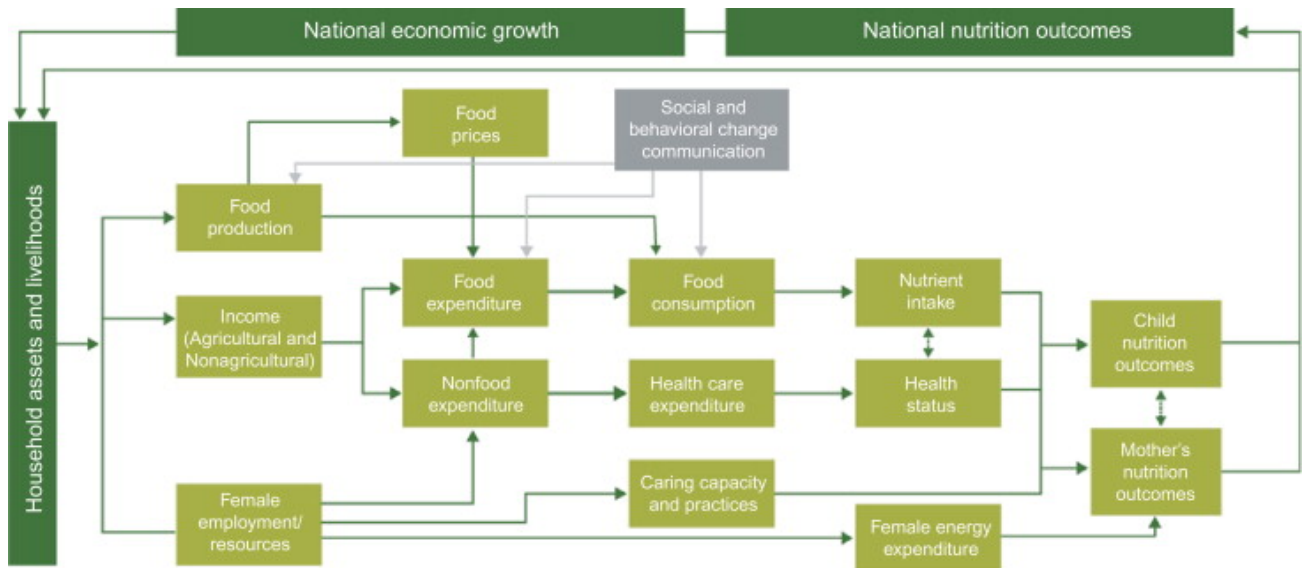 National economic growth
National nutrition outcomes
Household assets and livelihoods
Food
prices
Social and
behavioral change
communication
Food
production
Food
expenditure
Food
consumption
Nutrient
intake
Income
(Agricultural and
Nonagricultural)
Child
nutrition
outcomes
Nonfood
expenditure
Health care
expenditure
Health
status
Mother's
nutrition
outcomes
Female
employment/
resources
Caring capacity
and practices
Female energy
expenditure